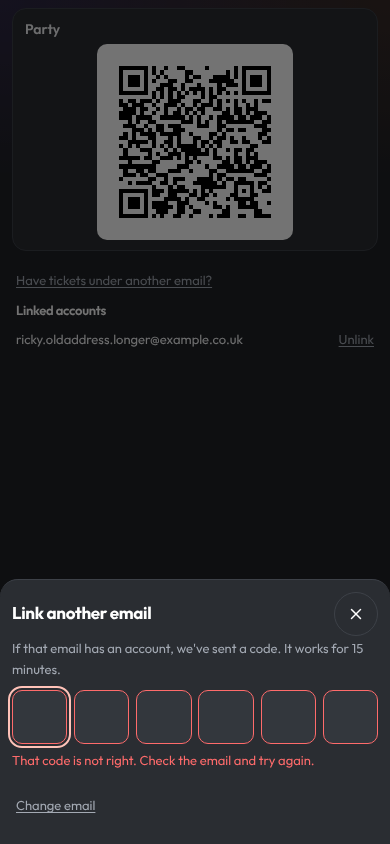 Party
Have tickets under another email?
Linked accounts
ricky.oldaddress.longer@example.co.uk Unlink
Link another email
If that email has an account, we've sent a code. It works for 15
minutes.
That code is not right. Check the email and try again.
Change email